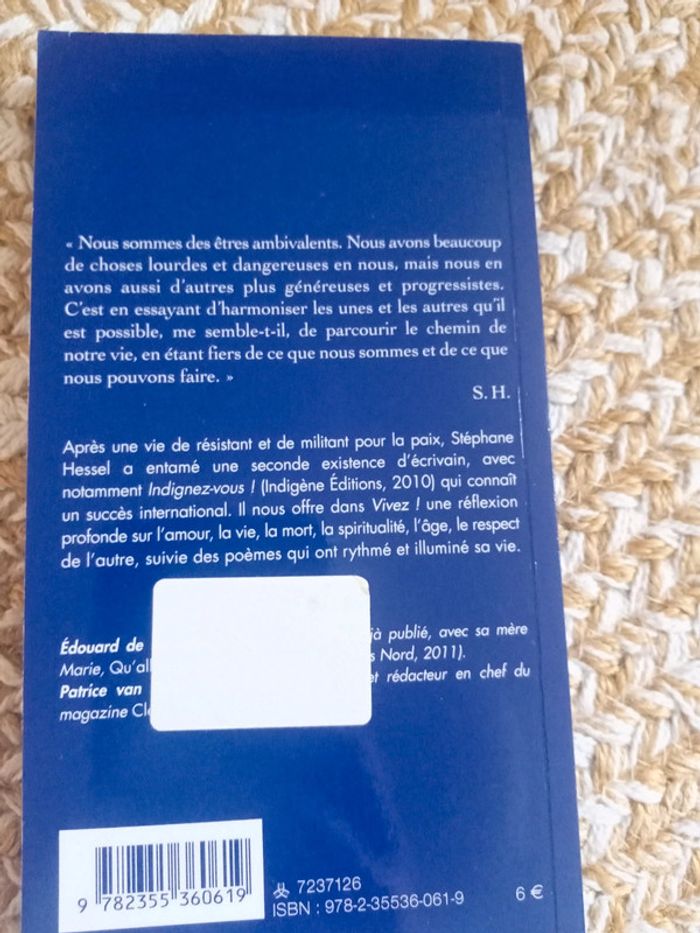 « Nous sommes des êtres ambivalents. Nous avons beaucoup
de choses lourdes et dangereuses en nous, mais nous en
avons aussi d'autres plus généreuses et progressistes.
C'est en essayant d'harmoniser les unes et les autres qu'il
est possible, me semble-t-il, de parcourir le chemin de
notre vie, en étant fiers de ce que nous sommes et de ce que
nous pouvons faire. »
S. H.
Après une vie de résistant et de militant pour la paix, Stéphane
Hessel a entamé une seconde existence d'écrivain, avec
notamment Indignez-vous ! (Indigène Éditions, 2010) qui connaît
un succès international. Il nous offre dans Vivez ! une réflexion
profonde sur l'amour, la vie, la mort, la spiritualité, l'âge, le respect
de l'autre, suivie des poèmes qui ont rythmé et illuminé sa vie.
Édouard de publié, avec sa mère
Marie, Nord, 2011).
Patrice van et rédacteur en chef du
magazine
9 782355 360619
7237126
ISBN : 978-2-35536-061-9
6 €